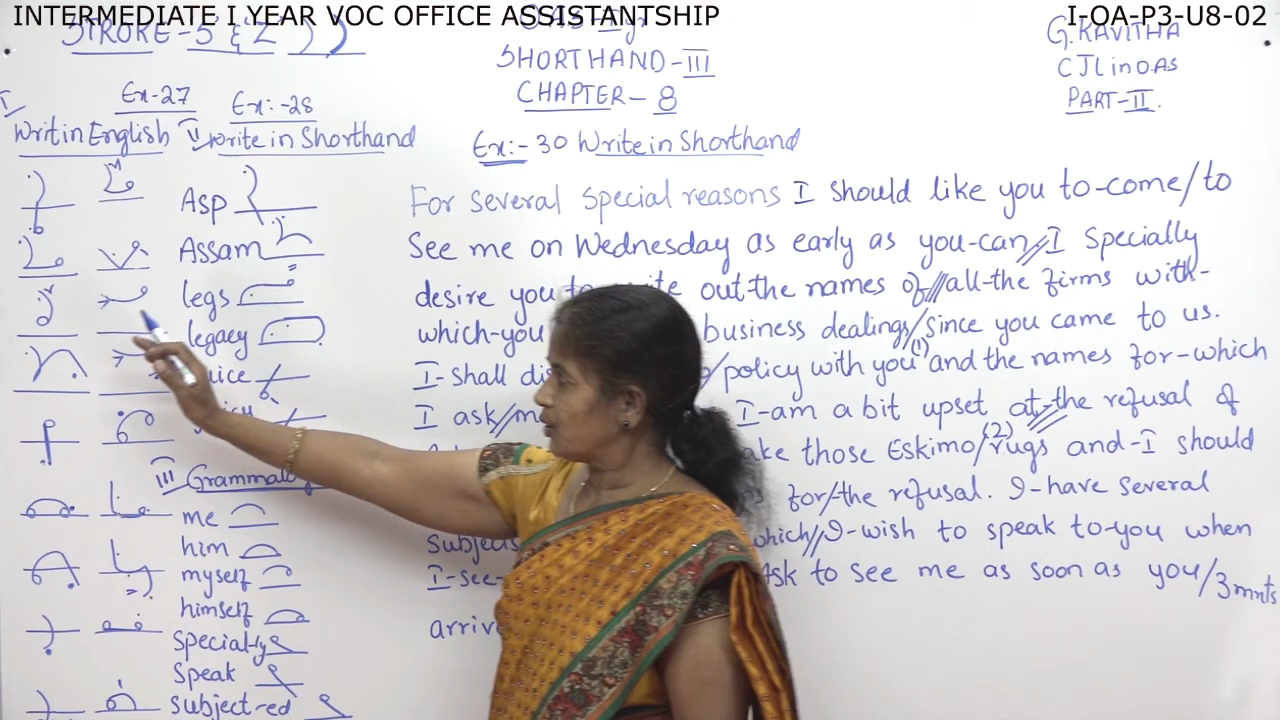 INTERMEDIATE I YEAR VOC OFFICE ASSISTANTSHIP
I-OA-P3-U8-02
STROKE-S & Z
OAS-IIyr
SHORTHAND-III
CHAPTER-8
G.KAVITHA
CJL in OAS
PART-II.
Ex-27
I Write in English
Ex:-28
II Write in Shorthand
Asp
Assam
legs
legacy
III Grammalog
me
him
myself
himself
Special-ly
Speak
subject-ed
Ex:-30 Write in Shorthand
For several special reasons I should like you to-come/to
See me on Wednesday as early as you-can//I Specially
desire you to out-the names of///all-the firms with-
which-you business dealings/since you came to us.
I-shall /policy with you(1) and the names for-which
I ask/ I-am a bit upset at-the refusal of
those Eskimo/(2)rugs and-I should
for/-the refusal. I-have several
Subjects which//I-wish to speak to-you when
I-see- Ask to see me as soon as you/3mnts